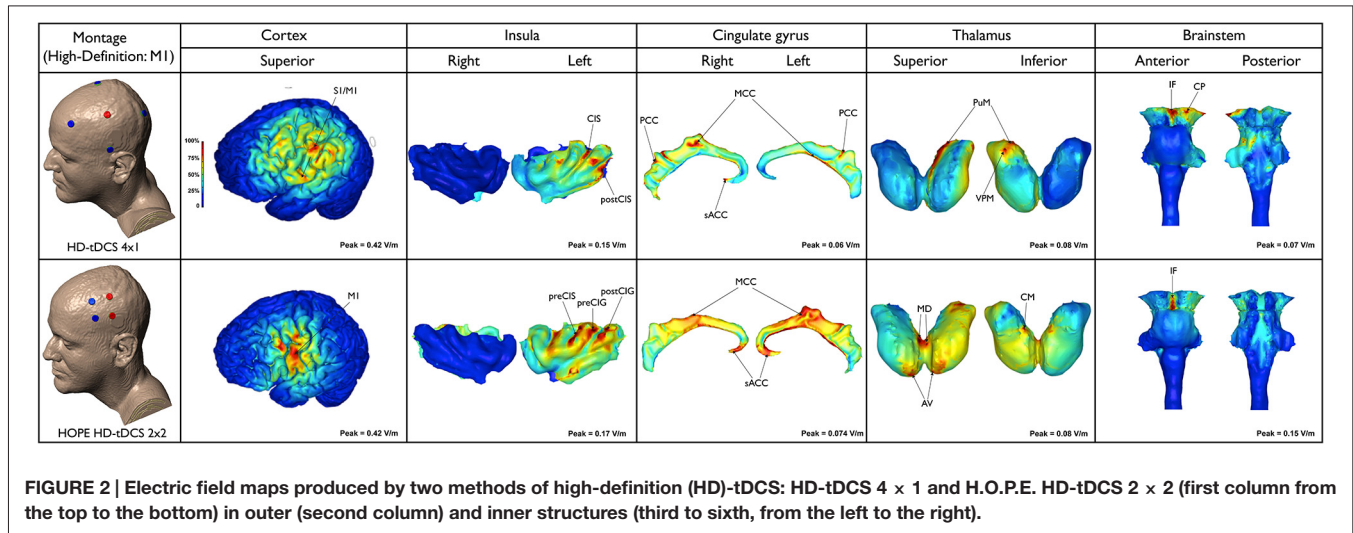 Montage
(High-Definition: M1)
Cortex
Insula
Cingulate gyrus
Thalamus
Brainstem
Superior
Right
Left
Right
Left
Superior
Inferior
Anterior
Posterior
S1/M1
100%
75%
50%
25%
0
HD-tDCS 4x1
Peak = 0.42 V/m
CIS
postCIS
Peak = 0.15 V/m
MCC
PCC
PCC
sACC
Peak = 0.06 V/m
PuM
VPM
Peak = 0.08 V/m
IF
CP
Peak = 0.07 V/m
HOPE HD-tDCS 2x2
M1
Peak = 0.42 V/m
preCIS
preCIG
postCIG
Peak = 0.17 V/m
MCC
sACC
Peak = 0.074 V/m
MD
CM
AV
Peak = 0.08 V/m
IF
Peak = 0.15 V/m
FIGURE 2 | Electric field maps produced by two methods of high-definition (HD)-tDCS: HD-tDCS 4 × 1 and H.O.P.E. HD-tDCS 2 × 2 (first column from
the top to the bottom) in outer (second column) and inner structures (third to sixth, from the left to the right).